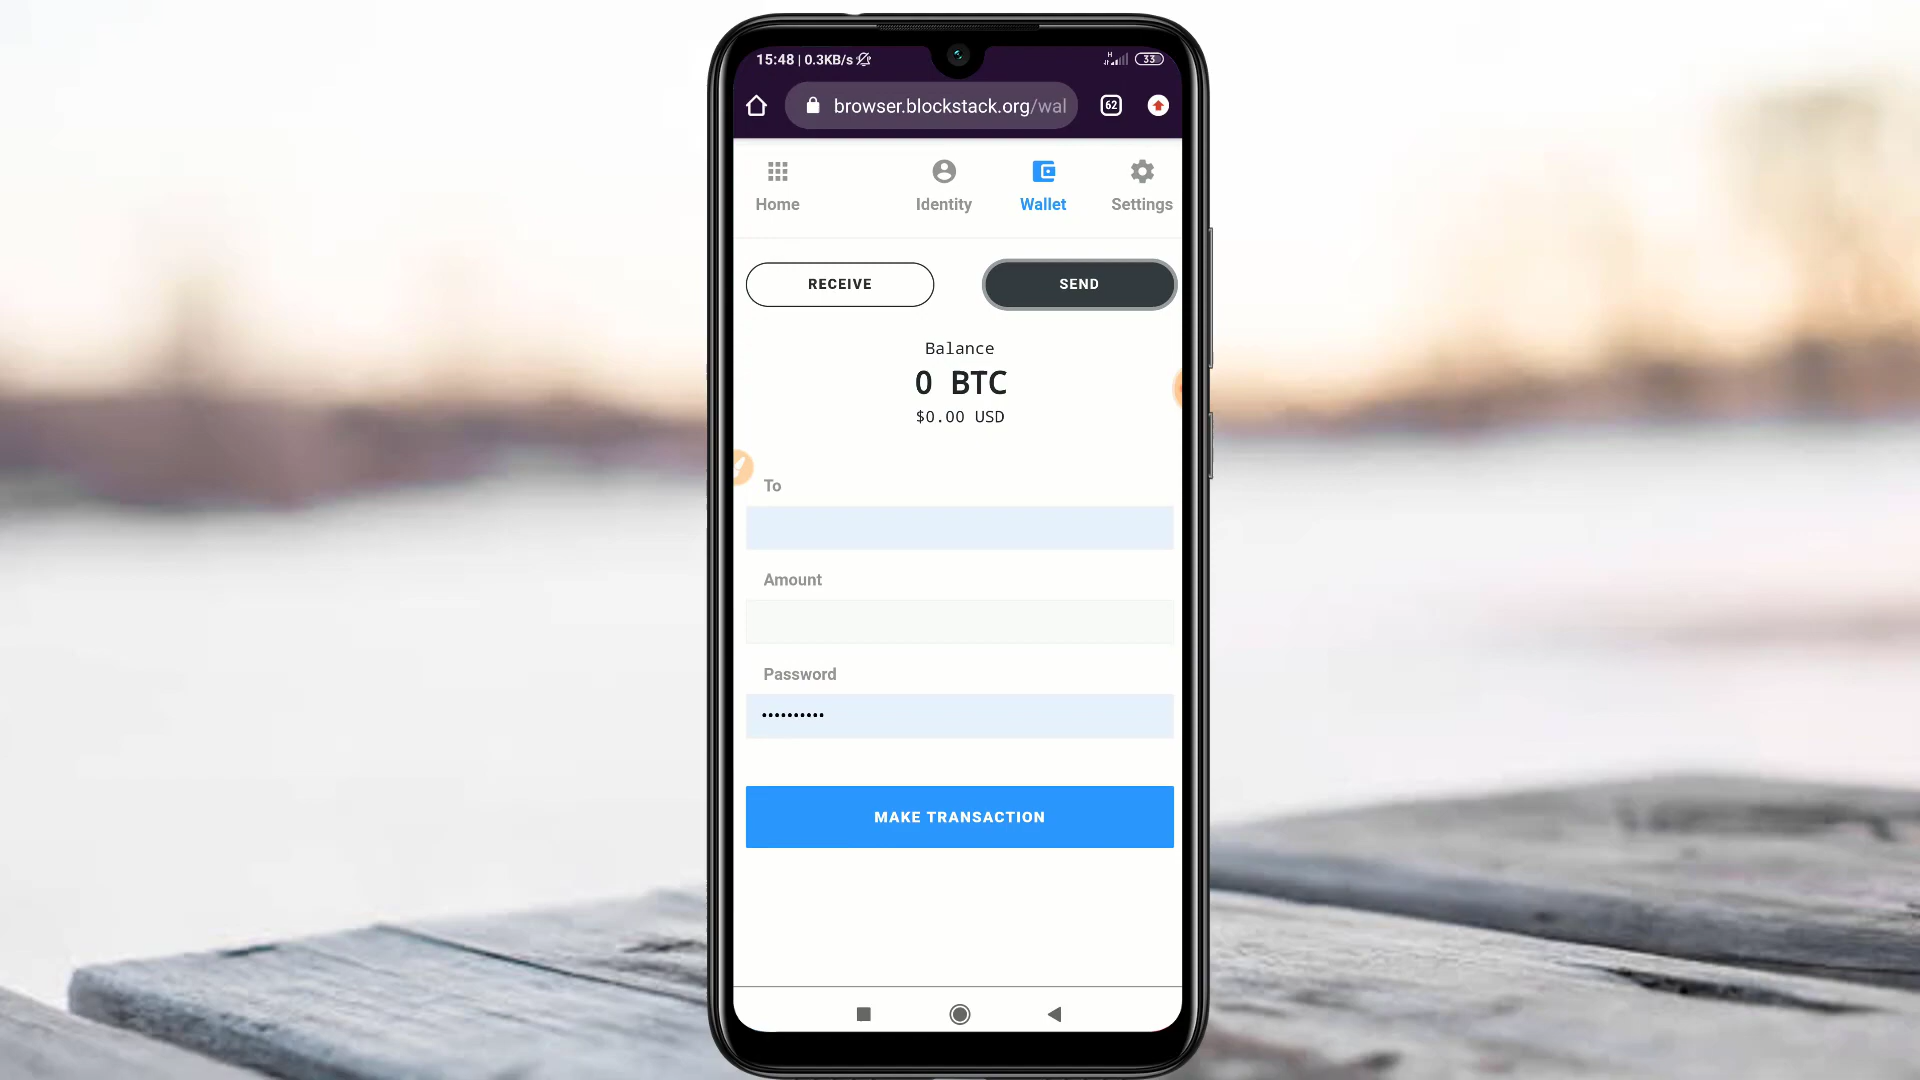 15:48 | 0.3KB/s
H
33
browser.blockstack.org/wal
62
Home
Identity
Wallet
Settings
RECEIVE
SEND
Balance
0 BTC
$0.00 USD
To
Amount
Password
••••••••••
MAKE TRANSACTION